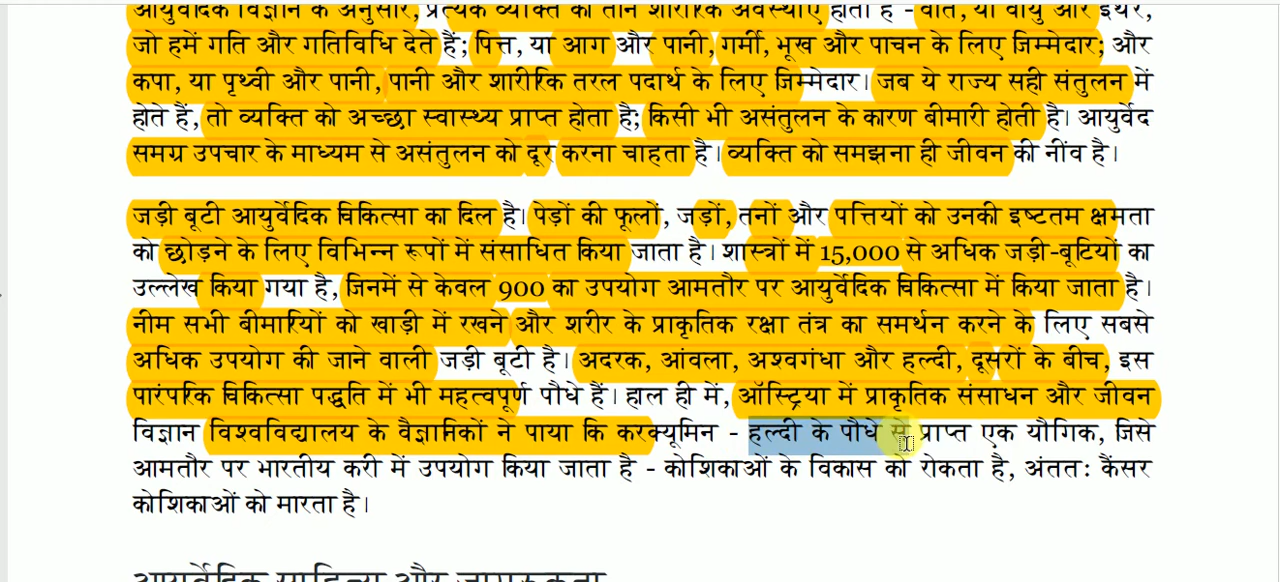 आयुर्वेदिक विज्ञान के अनुसार, प्रत्येक व्यक्ति की तीन शारीरिक अवस्थाएँ होती हैं - वात, या वायु और ईथर,
जो हमें गति और गतिविधि देते हैं; पित्त, या आग और पानी, गर्मी, भूख और पाचन के लिए जिम्मेदार; और
कपा, या पृथ्वी और पानी, पानी और शारीरिक तरल पदार्थ के लिए जिम्मेदार। जब ये राज्य सही संतुलन में
होते हैं, तो व्यक्ति को अच्छा स्वास्थ्य प्राप्त होता है; किसी भी असंतुलन के कारण बीमारी होती है। आयुर्वेद
समग्र उपचार के माध्यम से असंतुलन को दूर करना चाहता है। व्यक्ति को समझना ही जीवन की नींव है।
जड़ी बूटी आयुर्वेदिक चिकित्सा का दिल है। पेड़ों की फूलों, जड़ों, तनों और पत्तियों को उनकी इष्टतम क्षमता
को छोड़ने के लिए विभिन्न रूपों में संसाधित किया जाता है। शास्त्रों में 15,000 से अधिक जड़ी-बूटियों का
उल्लेख किया गया है, जिनमें से केवल 900 का उपयोग आमतौर पर आयुर्वेदिक चिकित्सा में किया जाता है।
नीम सभी बीमारियों को खाड़ी में रखने और शरीर के प्राकृतिक रक्षा तंत्र का समर्थन करने के लिए सबसे
अधिक उपयोग की जाने वाली जड़ी बूटी है। अदरक, आंवला, अश्वगंधा और हल्दी, दूसरों के बीच, इस
पारंपरिक चिकित्सा पद्धति में भी महत्वपूर्ण पौधे हैं। हाल ही में, ऑस्ट्रिया में प्राकृतिक संसाधन और जीवन
विज्ञान विश्वविद्यालय के वैज्ञानिकों ने पाया कि करक्यूमिन - हल्दी के पौधे से प्राप्त एक यौगिक, जिसे
आमतौर पर भारतीय करी में उपयोग किया जाता है - कोशिकाओं के विकास को रोकता है, अंततः कैंसर
कोशिकाओं को मारता है।
आयुर्वेदिक साहित्य और जागरूकता